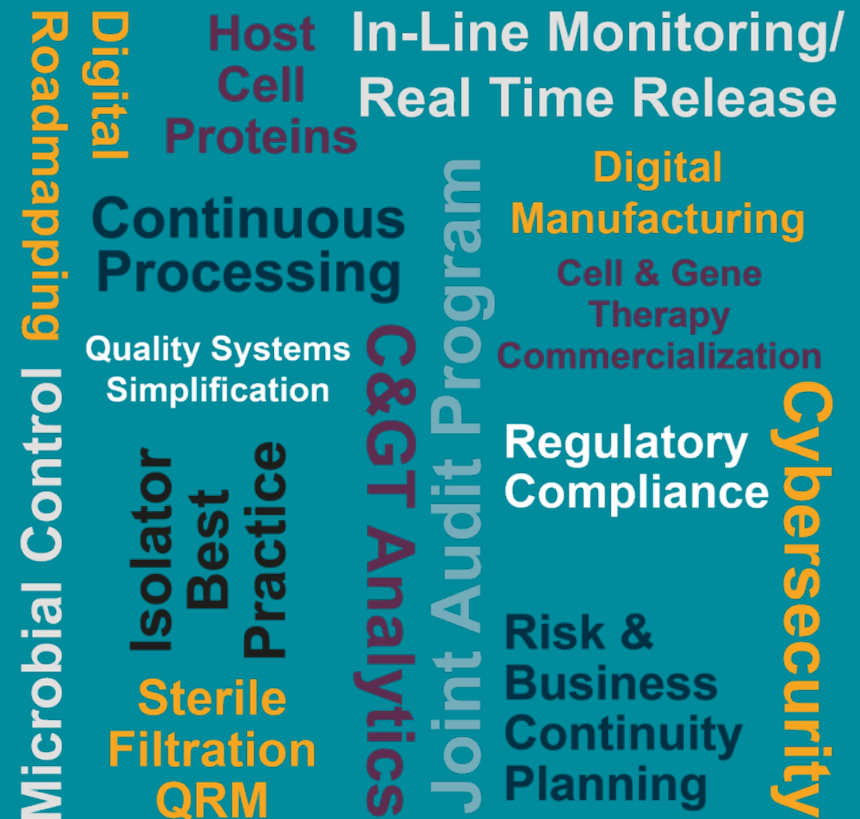 Digital
Roadmapping
Host
Cell
Proteins
In-Line Monitoring/
Real Time Release
Continuous
Processing
Digital
Manufacturing
Cell & Gene
Therapy
Commercialization
Quality Systems
Simplification
C&GT Analytics
Joint Audit Program
Regulatory
Compliance
Cybersecurity
Microbial Control
Isolator
Best
Practice
Sterile
Filtration
QRM
Risk &
Business
Continuity
Planning